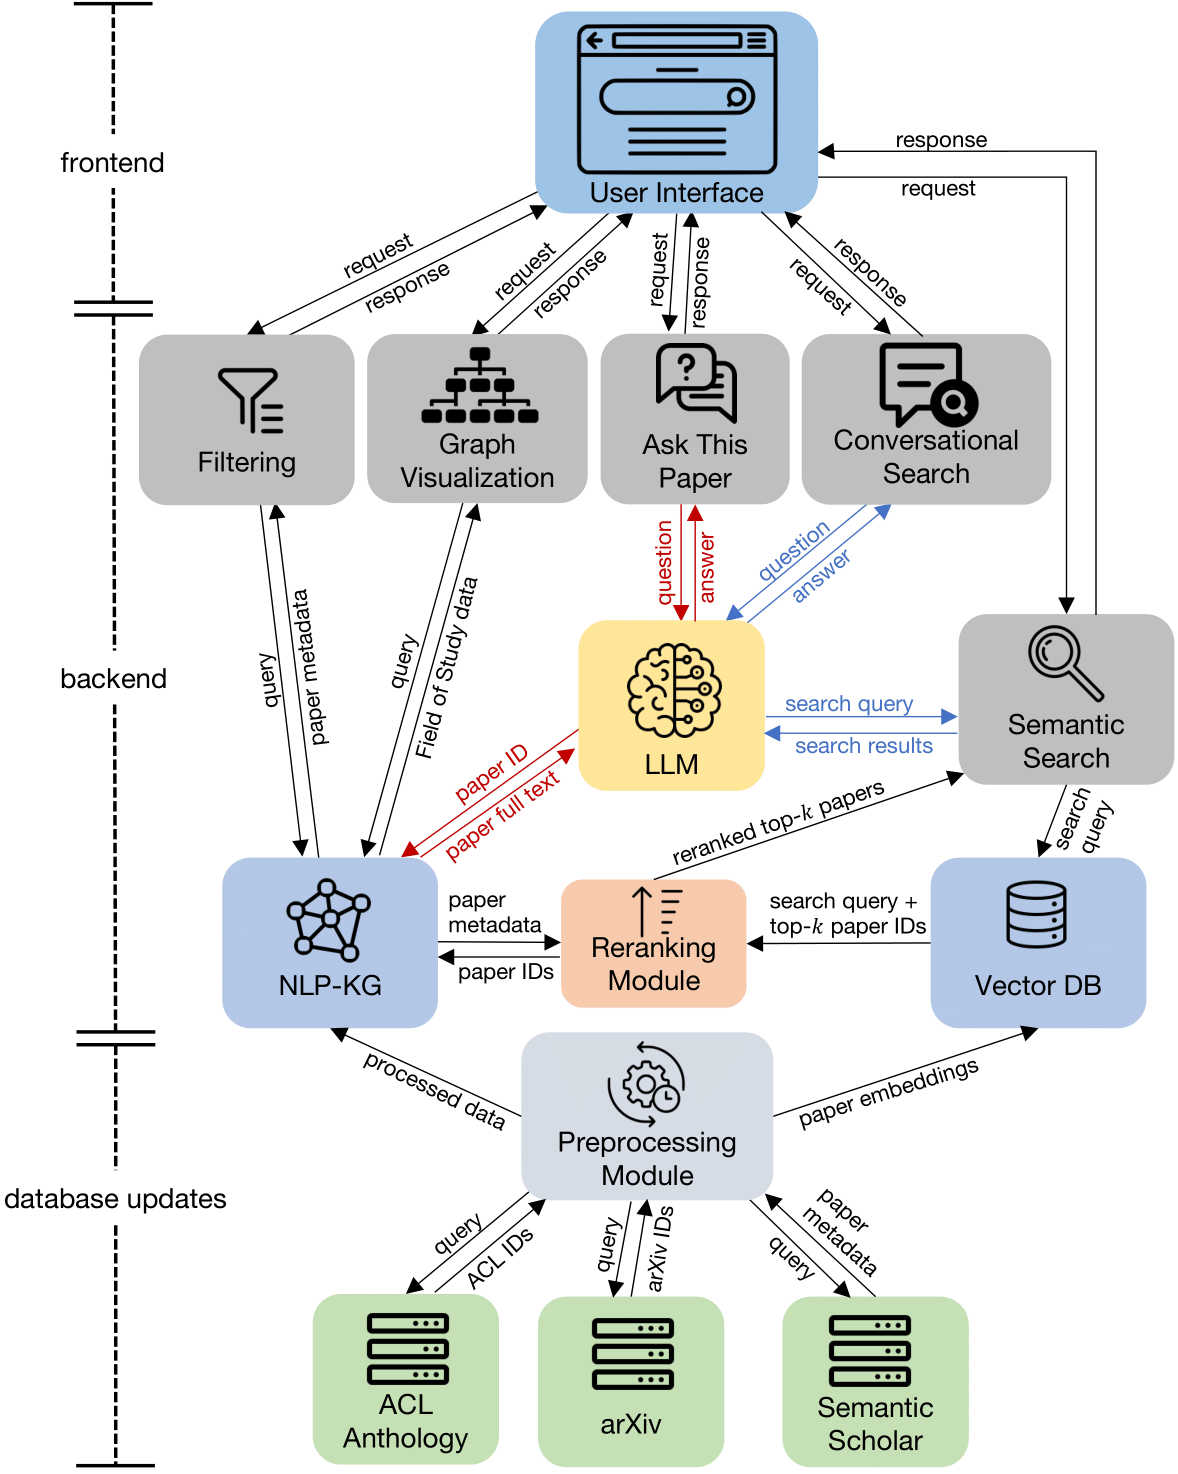 User Interface
frontend
response
request
request
response
request
response
request
response
request
response
Filtering
Graph
Visualization
Ask This
Paper
Conversational
Search
question
answer
question
answer
query
paper metadata
query
Field of Study data
backend
LLM
search query
search results
Semantic
Search
paper ID
paper full text
reranked top-k papers
search
query
NLP-KG
paper
metadata
paper IDs
Reranking
Module
search query +
top-k paper IDs
Vector DB
processed data
Preprocessing
Module
paper embeddings
database updates
query
ACL IDs
query
arXiv IDs
query
paper
metadata
ACL
Anthology
arXiv
Semantic
Scholar